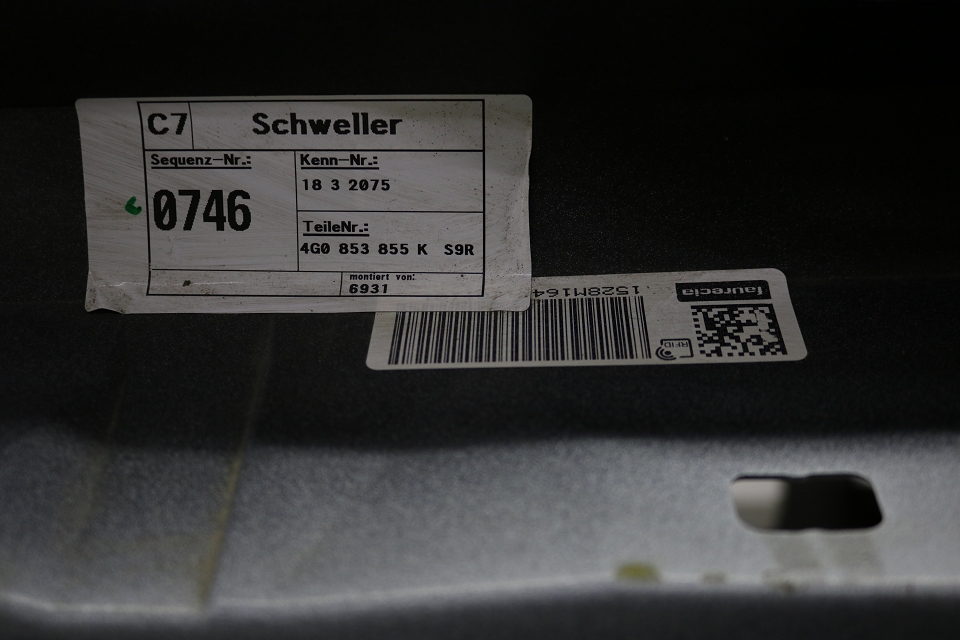 C7 Schweller
Sequenz-Nr.:
0746
Kenn-Nr.:
18 3 2075
TeileNr.:
4G0 853 855 K S9R
montiert von:
6931
faurecia
1528M164
RFID